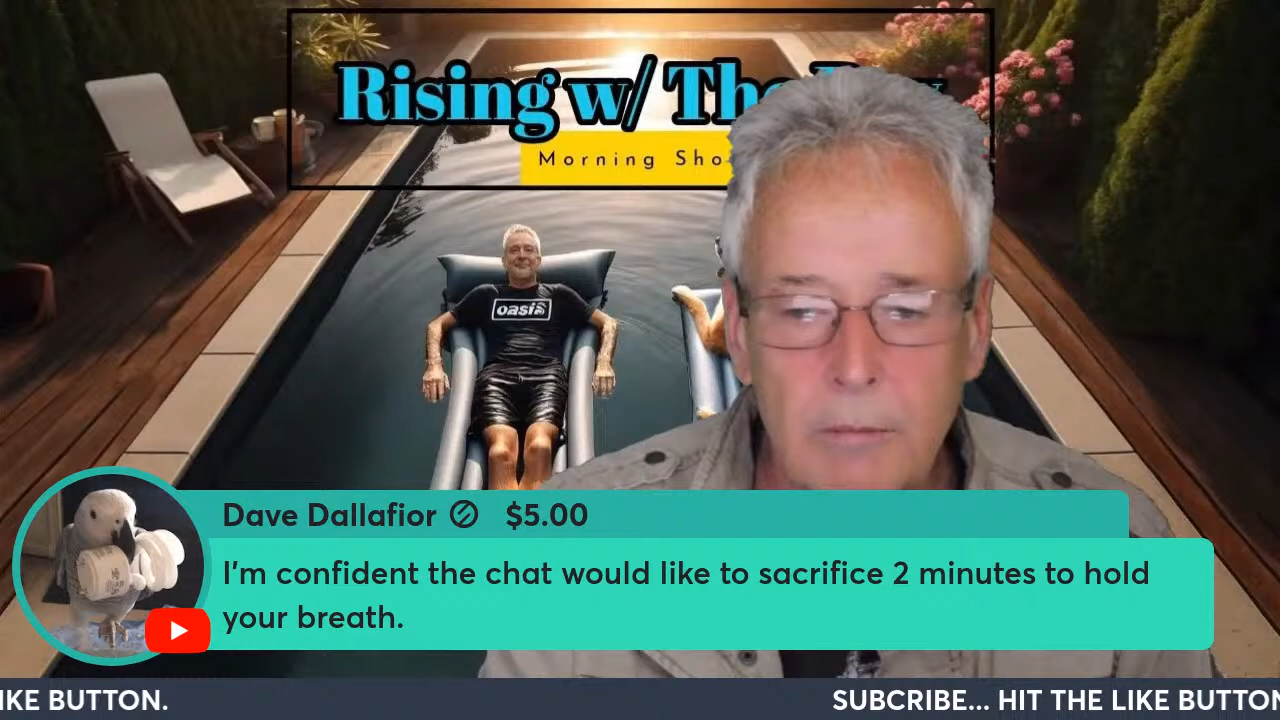 Rising w/ The
Morning Sho
oasis
Dave Dallafior $5.00
I'm confident the chat would like to sacrifice 2 minutes to hold
your breath.
IKE BUTTON. SUBCRIBE... HIT THE LIKE BUTTON